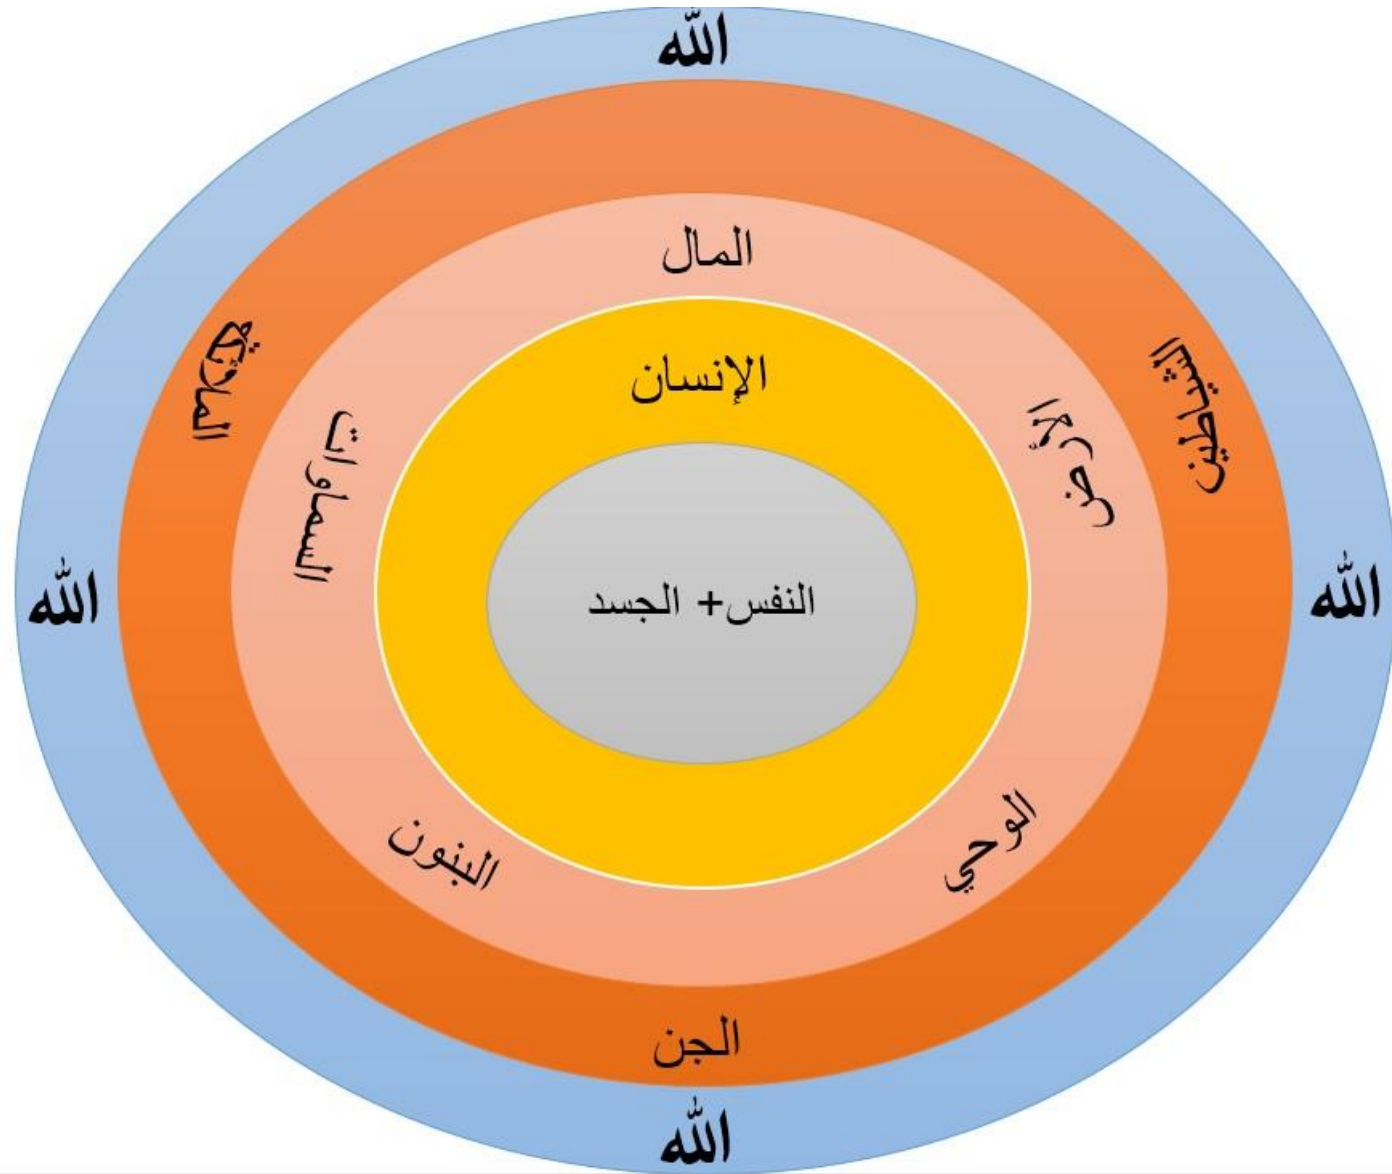 الله
المال
الملائكة
الشياطين
الإنسان
الأرض
السماوات
النفس+ الجسد
الله
الله
الوحي
البنون
الجن
الله